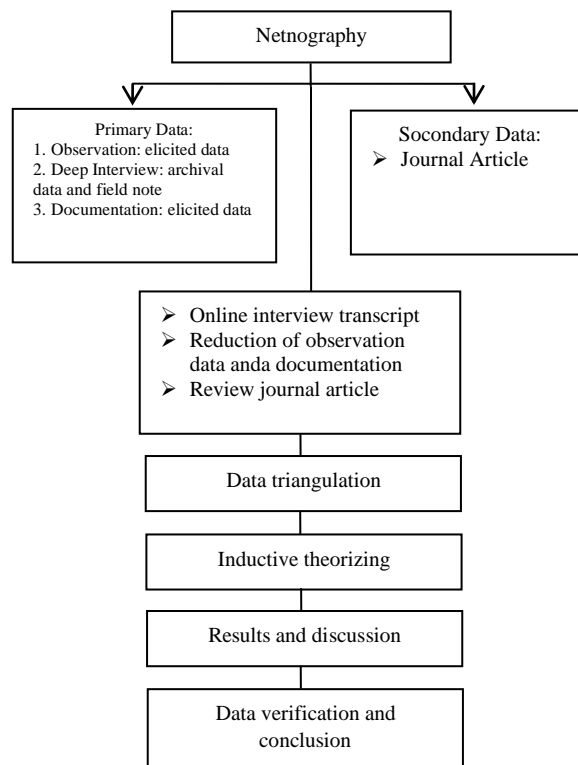 Netnography
Primary Data:
1. Observation: elicited data
2. Deep Interview: archival
data and field note
3. Documentation: elicited data
Socondary Data:
➢ Journal Article
➢ Online interview transcript
➢ Reduction of observation
data anda documentation
➢ Review journal article
Data triangulation
Inductive theorizing
Results and discussion
Data verification and
conclusion